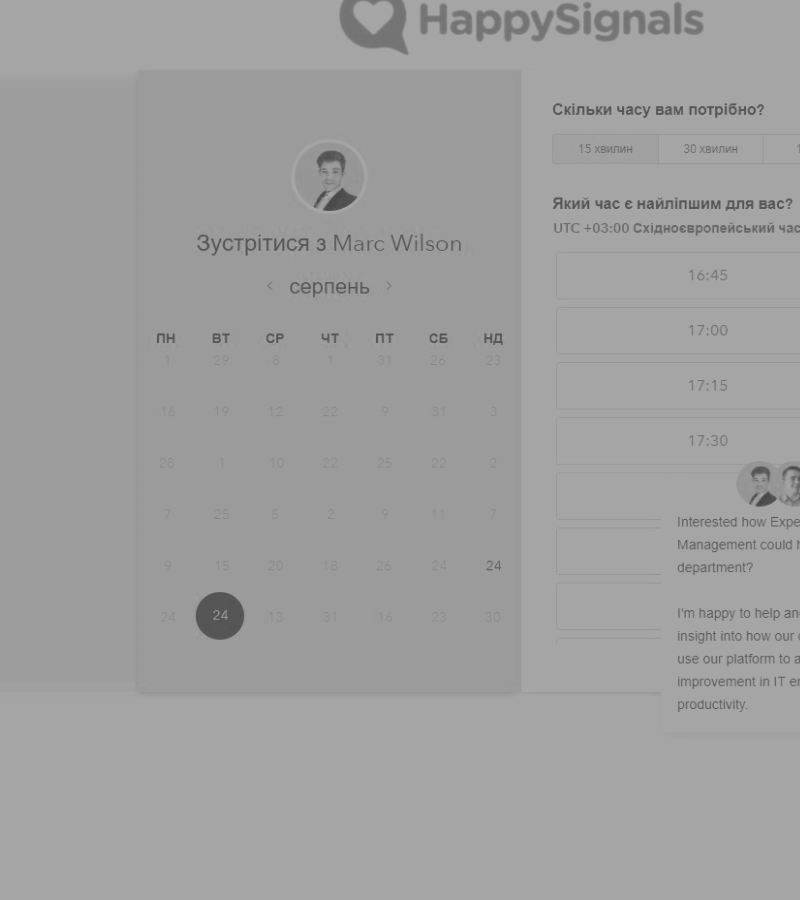 HappySignals
Зустрітися з Marc Wilson
серпень
ПН ВТ СР ЧТ ПТ СБ НД
1 29 8 1 31 26 23
16 19 12 22 9 31 3
28 1 10 22 25 22 2
7 25 5 2 9 11 7
9 15 20 18 26 24 24
24 24 13 31 16 23 30
Скільки часу вам потрібно?
15 хвилин 30 хвилин 1
Який час є найліпшим для вас?
UTC +03:00 Східноєвропейський час
16:45
17:00
17:15
17:30
Interested how Expe
Management could h
department?
I'm happy to help an
insight into how our
use our platform to a
improvement in IT e
productivity.